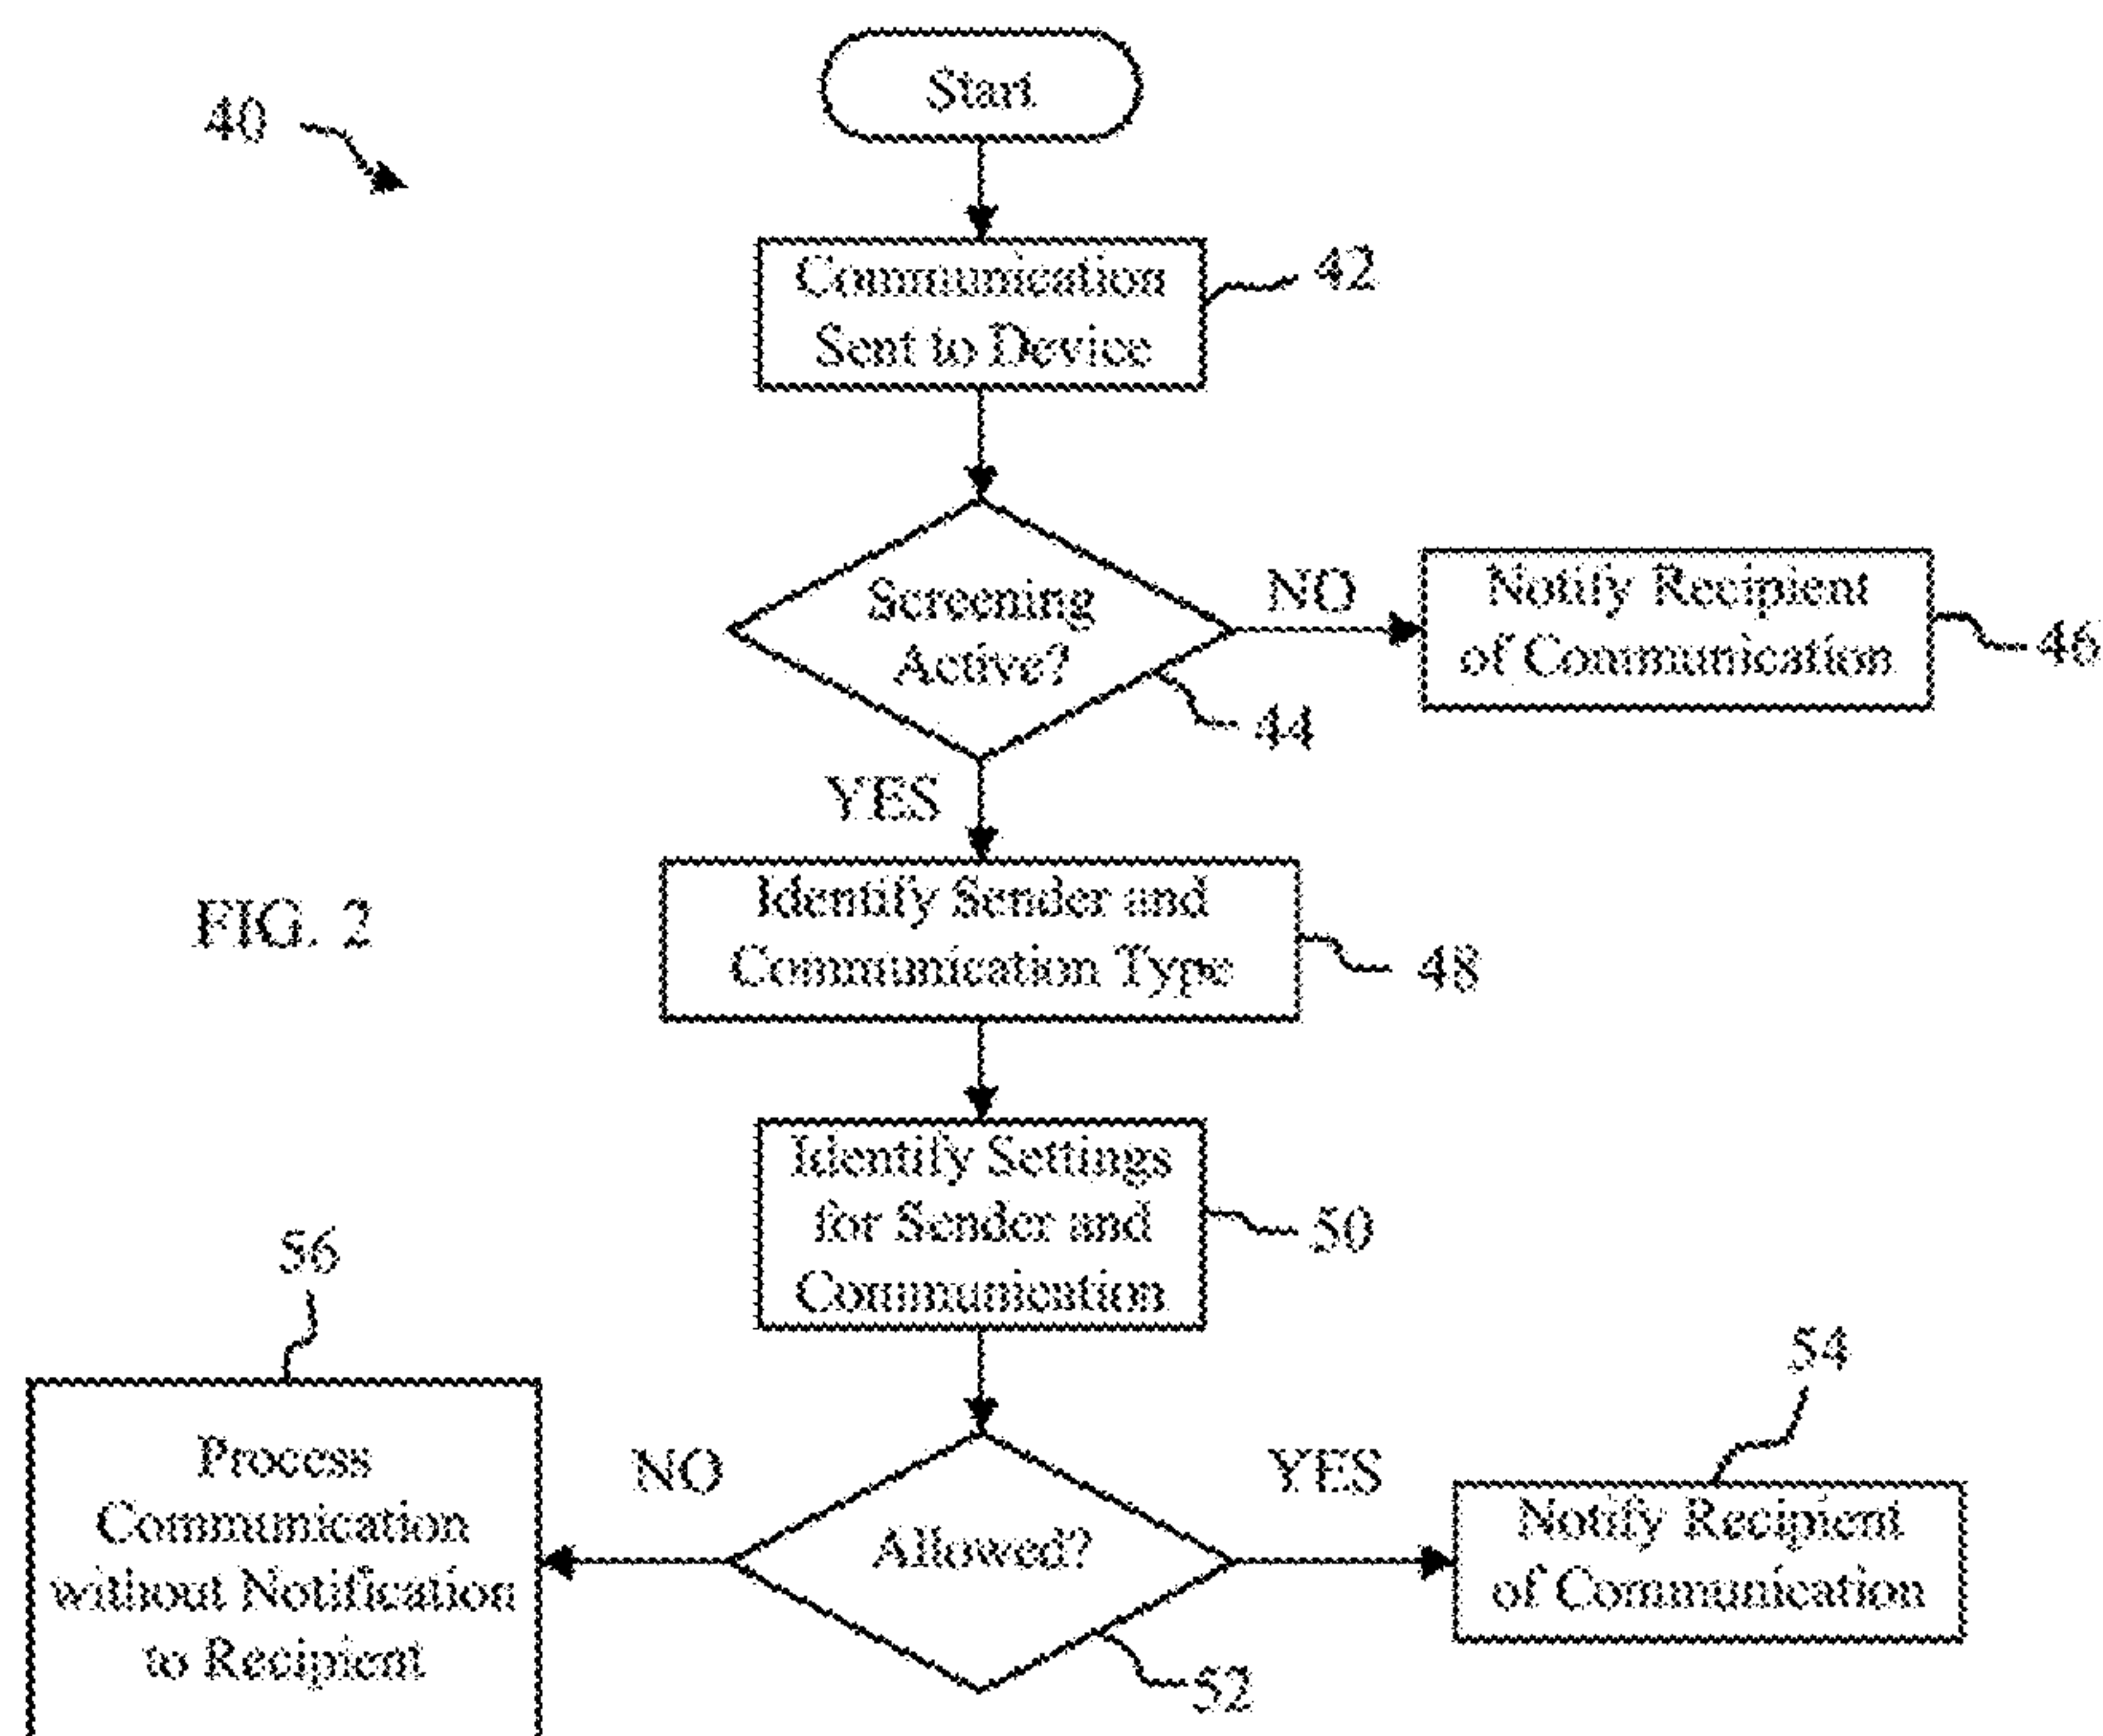 Start
40
Communication
Sent to Device
42
Screening
Active?
NO
Notify Recipient
of Communication
46
44
YES
Identify Sender and
Communication Type
48
FIG. 2
Identify Settings
for Sender and
Communication
50
56
54
Process
Communication
without Notification
to Recipient
NO
Allowed?
YES
Notify Recipient
of Communication
52